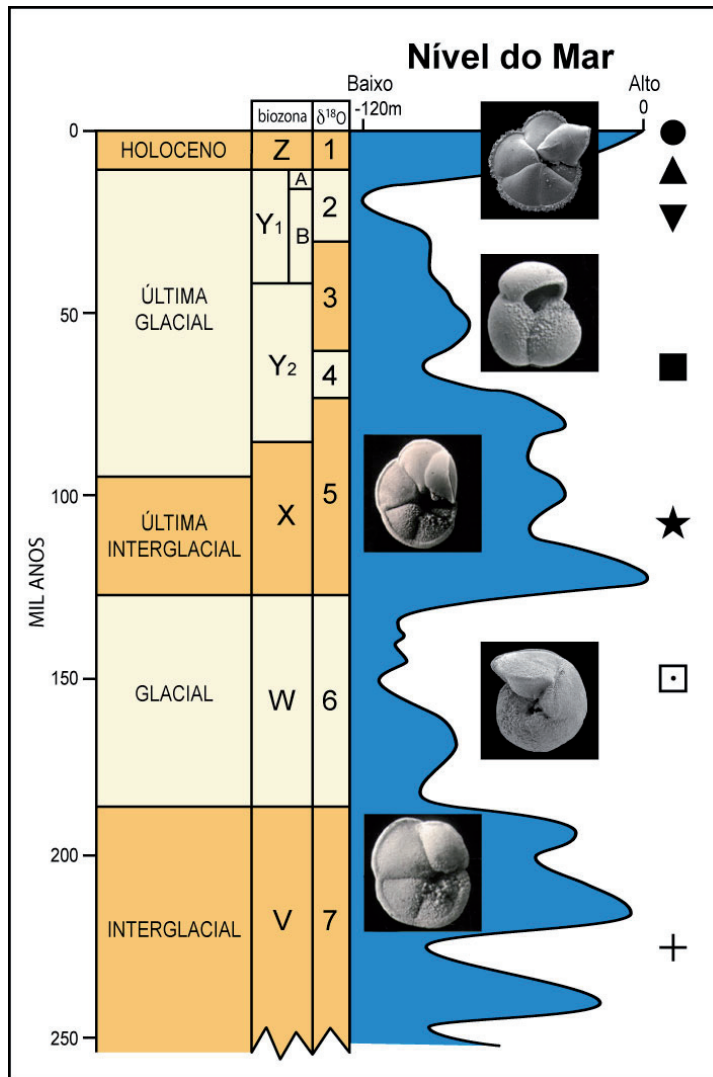 Nível do Mar
Baixo
-120m
Alto
0
biozona
δ¹⁸O
0
HOLOCENO
Z
1
A
2
Y₁
B
3
ÚLTIMA
GLACIAL
50
Y₂
4
5
100
ÚLTIMA
INTERGLACIAL
X
MIL ANOS
150
GLACIAL
W
6
200
INTERGLACIAL
V
7
250